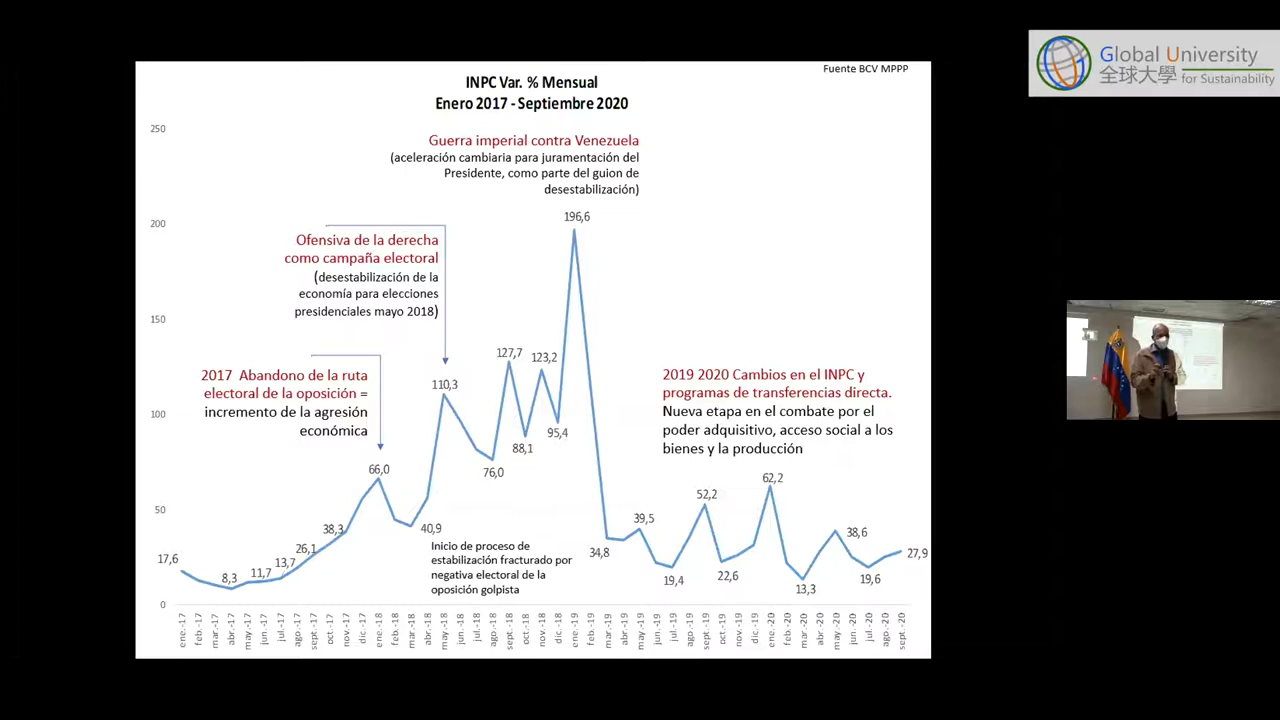 Fuente BCV MPPP
INPC Var. % Mensual
Enero 2017 - Septiembre 2020
Global University
全球大學 for Sustainability
250
200
150
100
50
0
Guerra imperial contra Venezuela
(aceleración cambiaria para juramentación del
Presidente, como parte del guion de
desestabilización)
Ofensiva de la derecha
como campaña electoral
(desestabilización de la
economía para elecciones
presidenciales mayo 2018)
2017 Abandono de la ruta
electoral de la oposición =
incremento de la agresión
económica
2019 2020 Cambios en el INPC y
programas de transferencias directa.
Nueva etapa en el combate por el
poder adquisitivo, acceso social a los
bienes y la producción
Inicio de proceso de
estabilización fracturado por
negativa electoral de la
oposición golpista
17,6
8,3
11,7
13,7
26,1
38,3
66,0
40,9
110,3
76,0
127,7
88,1
123,2
95,4
196,6
34,8
39,5
19,4
52,2
22,6
62,2
13,3
38,6
19,6
27,9
ene.-17
feb.-17
mar.-17
abr.-17
may.-17
jun.-17
jul.-17
ago.-17
sept.-17
oct.-17
nov.-17
dic.-17
ene.-18
feb.-18
mar.-18
abr.-18
may.-18
jun.-18
jul.-18
ago.-18
sept.-18
oct.-18
nov.-18
dic.-18
ene.-19
feb.-19
mar.-19
abr.-19
may.-19
jun.-19
jul.-19
ago.-19
sept.-19
oct.-19
nov.-19
dic.-19
ene.-20
feb.-20
mar.-20
abr.-20
may.-20
jun.-20
jul.-20
ago.-20
sept.-20